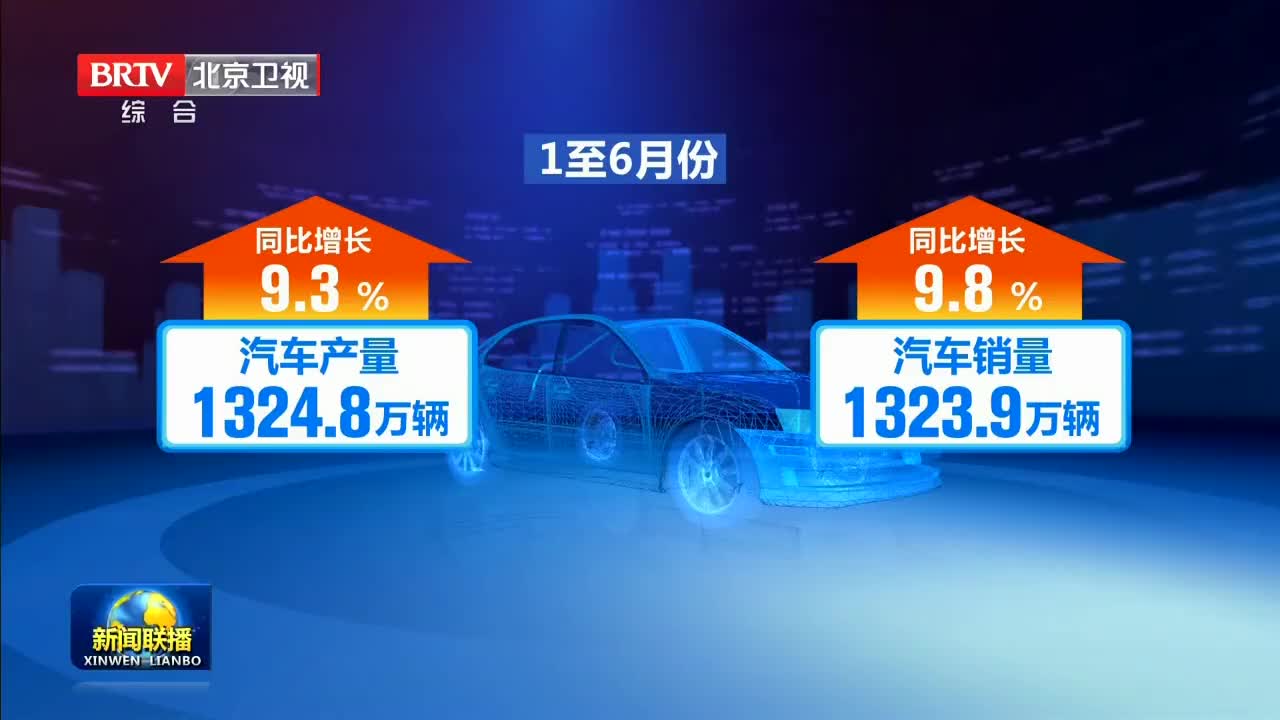 BRTV 北京卫视
综 合
1至6月份
同比增长
9.3 %
汽车产量
1324.8万辆
同比增长
9.8 %
汽车销量
1323.9万辆
新闻联播
XINWEN LIANBO